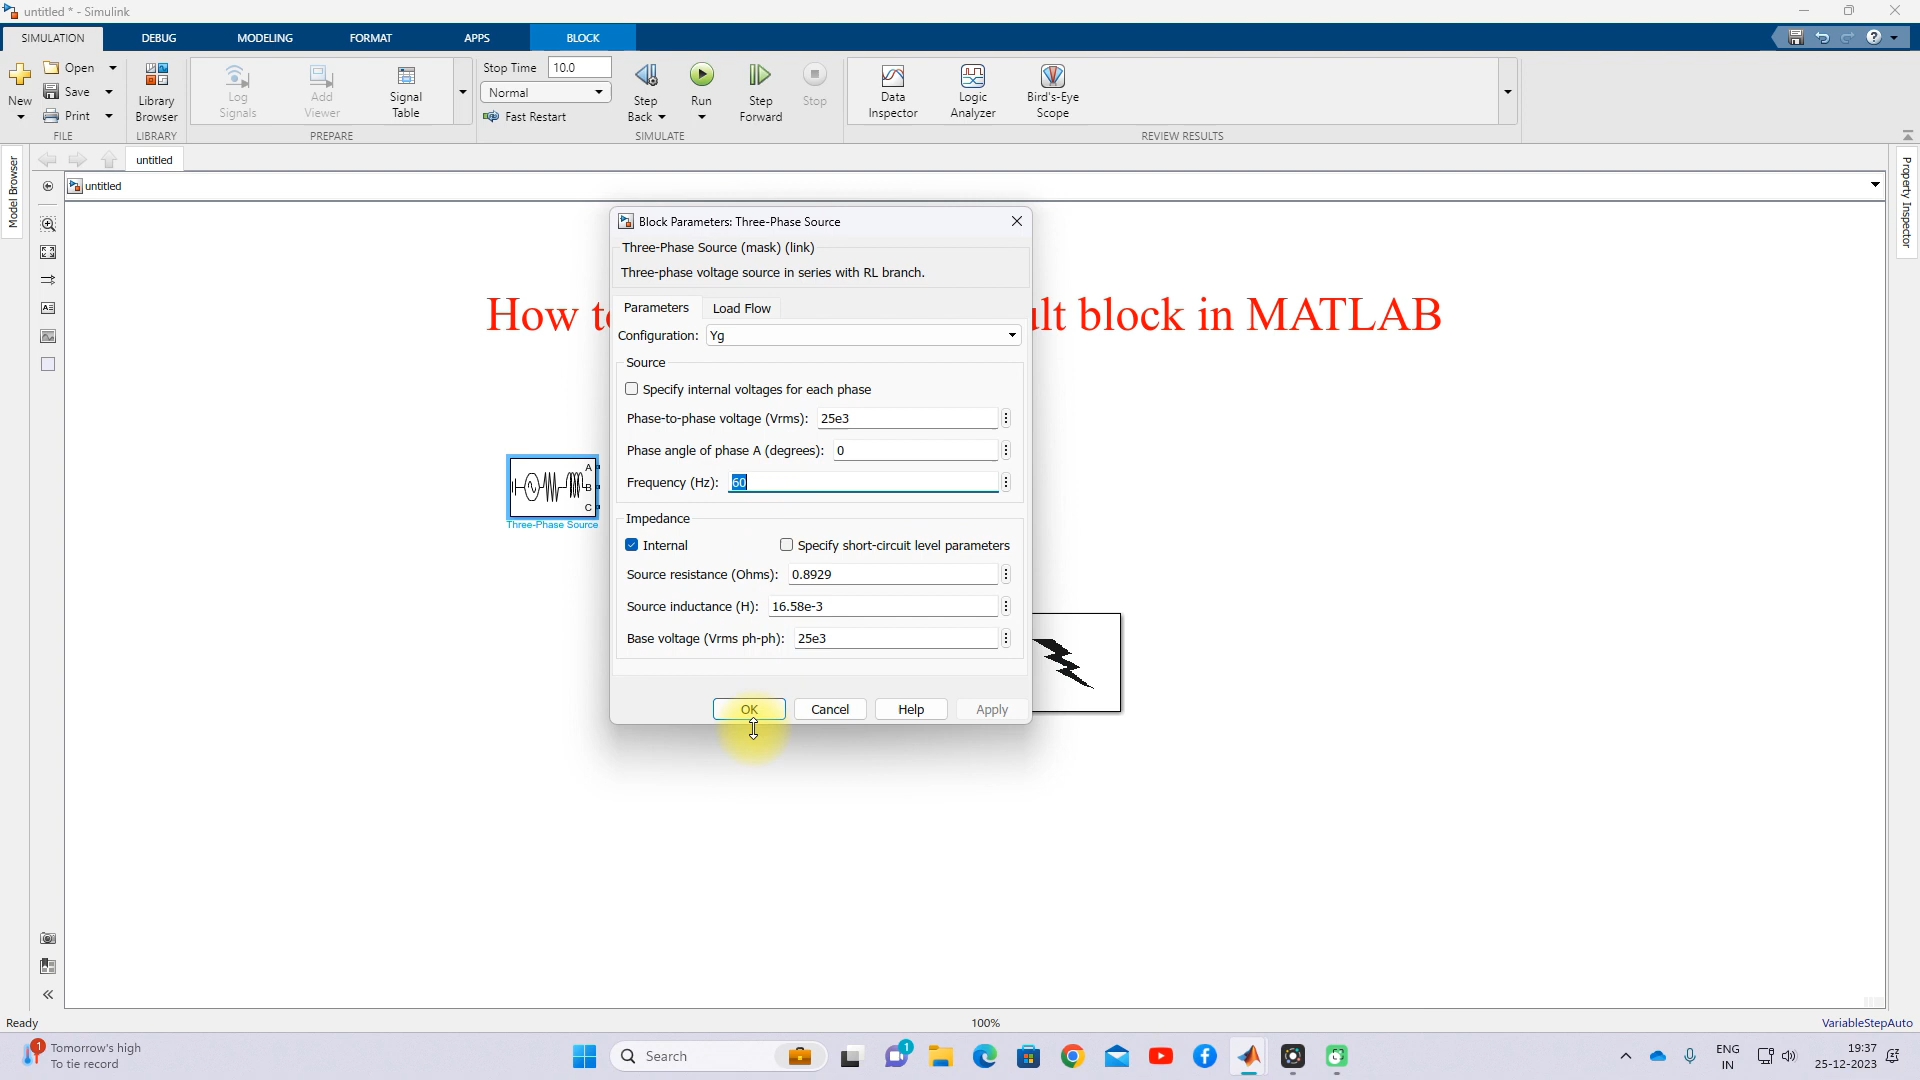 untitled * - Simulink
SIMULATION
DEBUG
MODELING
FORMAT
APPS
BLOCK
New
Open
Save
Print
FILE
Library
Browser
LIBRARY
Log
Signals
Add
Viewer
Signal
Table
PREPARE
Stop Time 10.0
Normal
Fast Restart
Step
Back
Run
Step
Forward
Stop
SIMULATE
Data
Inspector
Logic
Analyzer
Bird's-Eye
Scope
REVIEW RESULTS
Model Browser
untitled
untitled
Property Inspector
How to
ult block in MATLAB
Block Parameters: Three-Phase Source
Three-Phase Source (mask) (link)
Three-phase voltage source in series with RL branch.
Parameters
Load Flow
Configuration: Yg
Source
Specify internal voltages for each phase
Phase-to-phase voltage (Vrms): 25e3
Phase angle of phase A (degrees): 0
Frequency (Hz): 60
Impedance
Internal
Specify short-circuit level parameters
Source resistance (Ohms): 0.8929
Source inductance (H): 16.58e-3
Base voltage (Vrms ph-ph): 25e3
OK
Cancel
Help
Apply
A
B
C
Three-Phase Source
Ready
100%
VariableStepAuto
1
Tomorrow's high
To tie record
Search
1
ENG
IN
19:37
25-12-2023